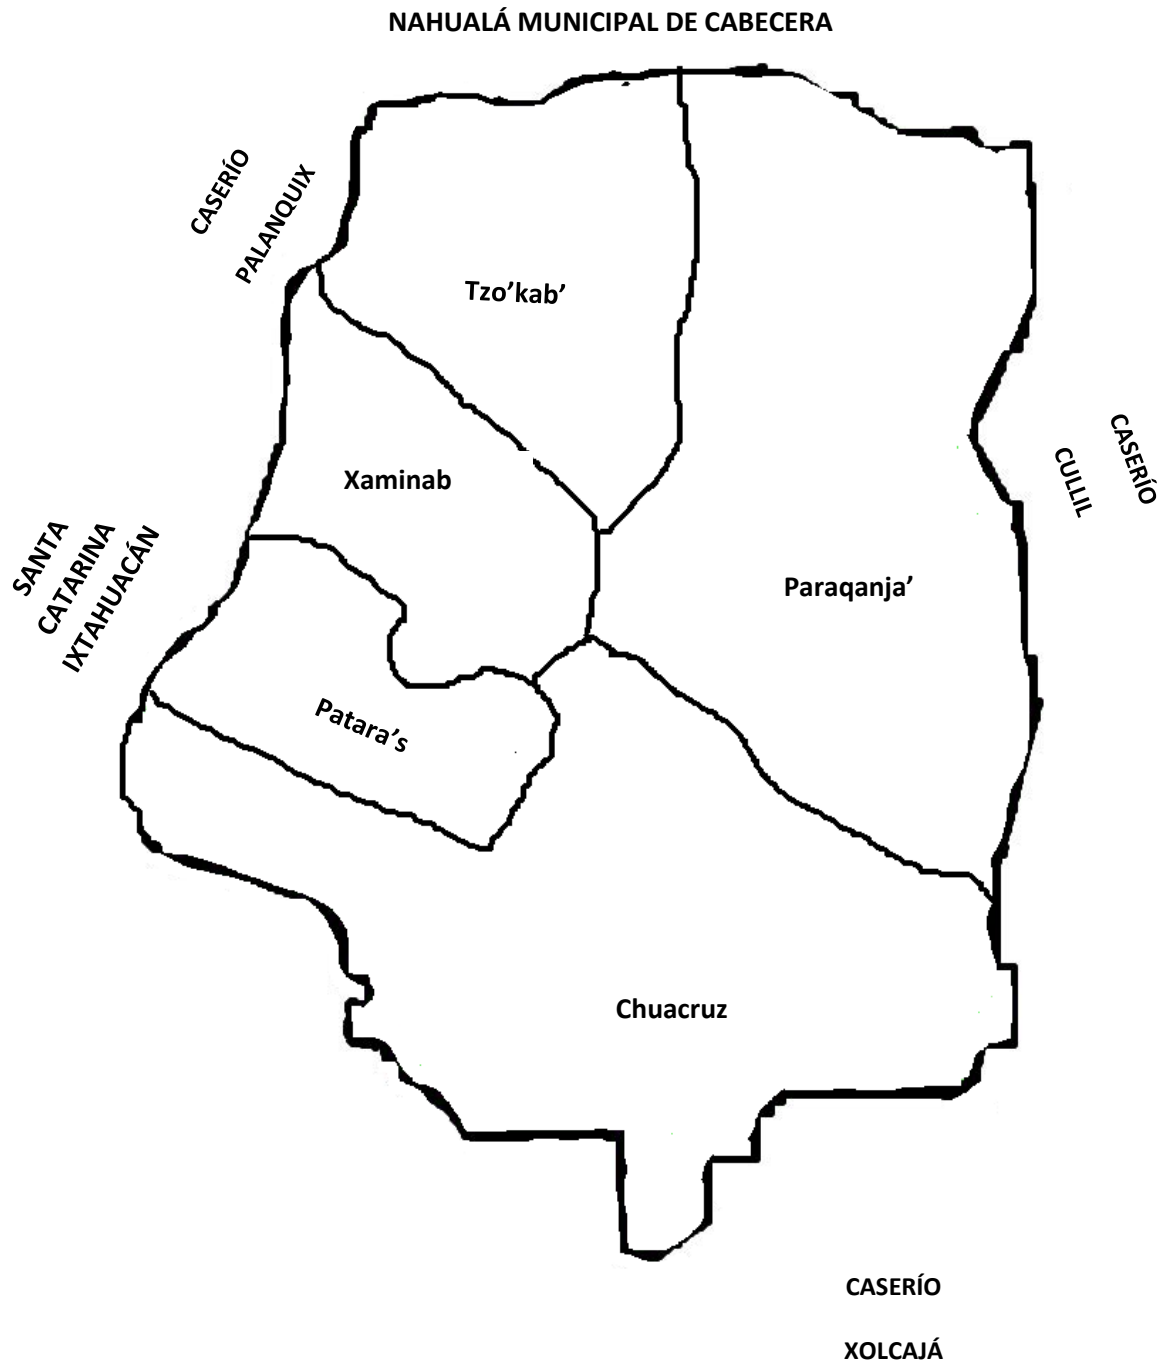 NAHUALÁ MUNICIPAL DE CABECERA
CASERÍO
PALANQUIX
Tzo’kab’
CASERÍO
CULLIL
Xaminab
SANTA
CATARINA
IXTAHUACÁN
Paraqanja’
Patara’s
Chuacruz
CASERÍO
XOLCAJÁ